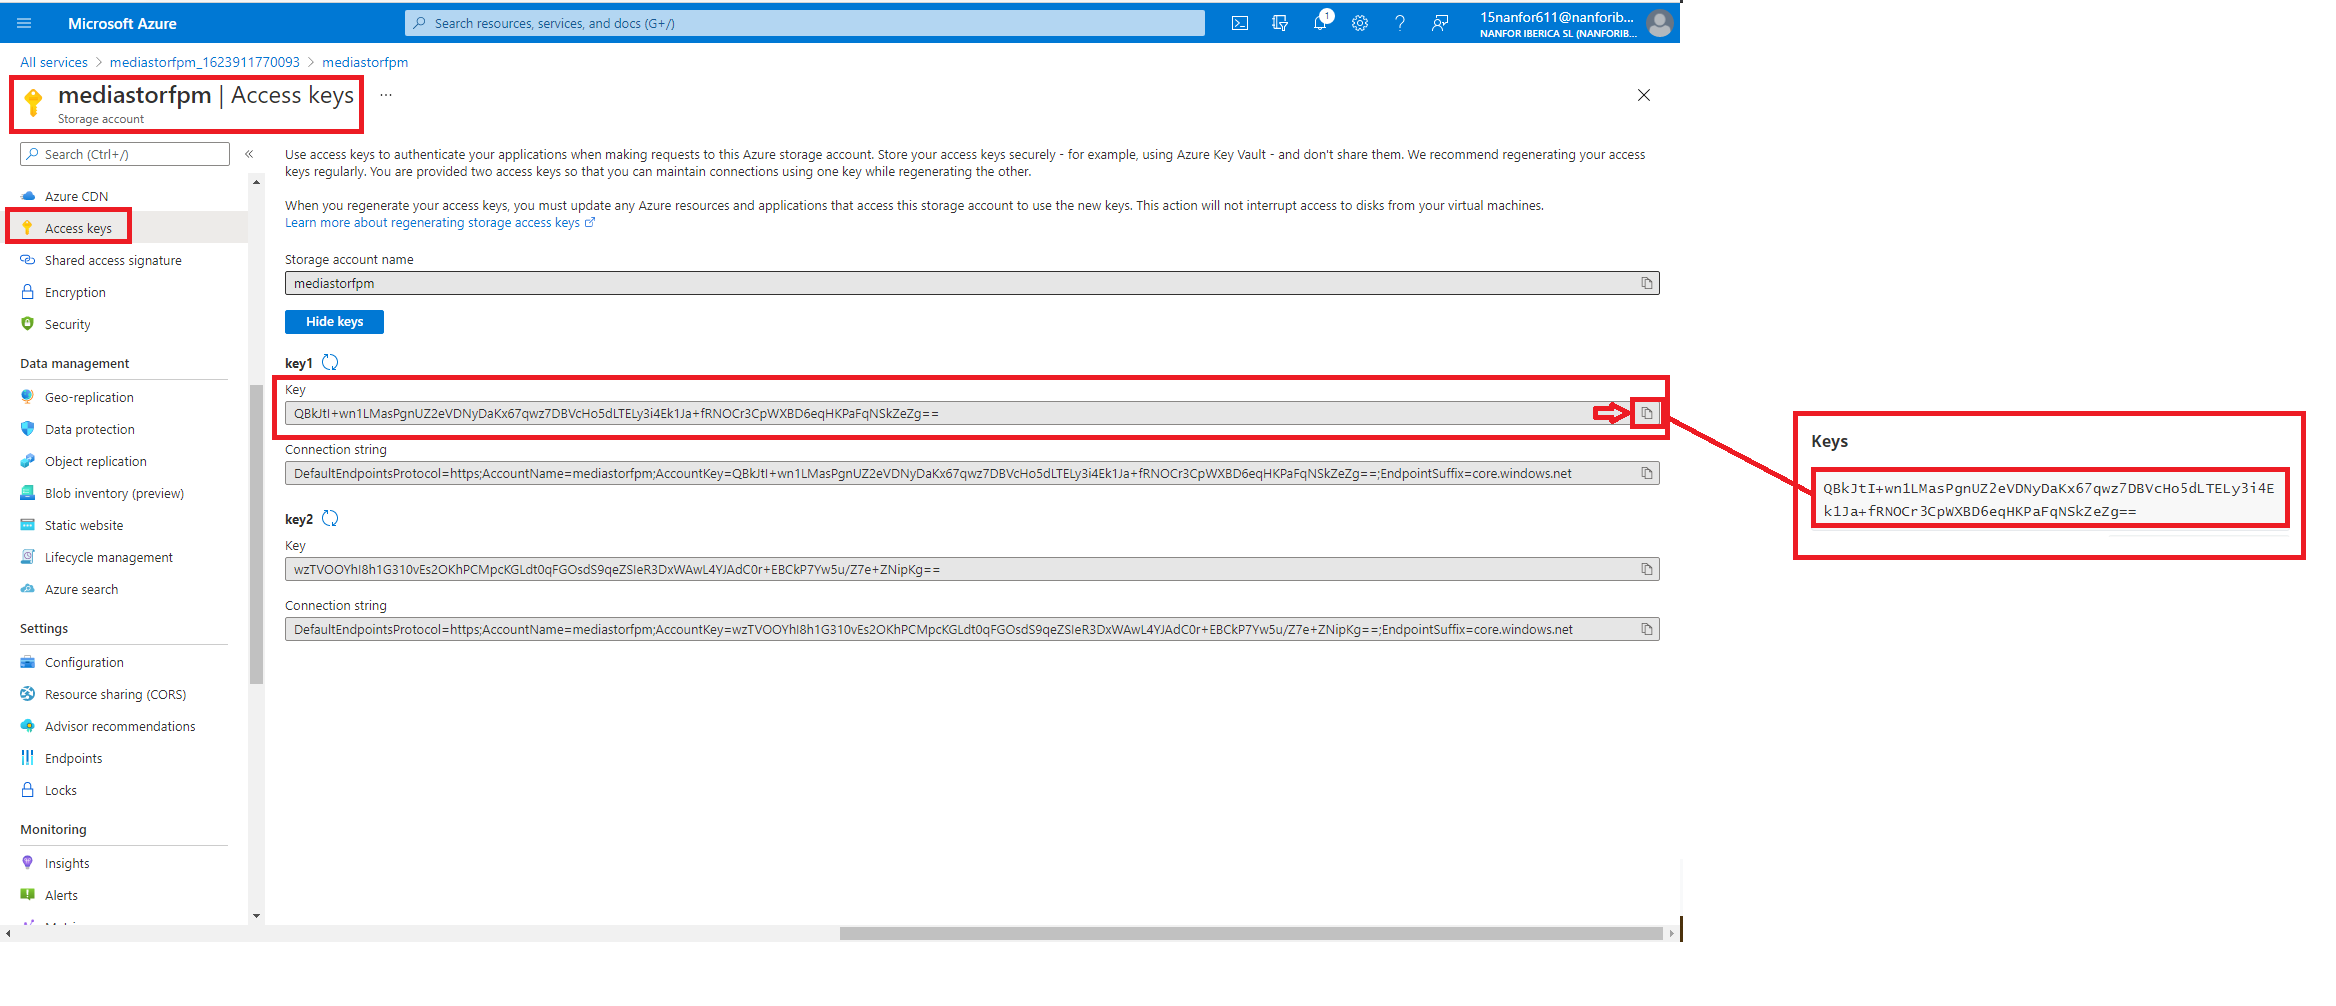 Microsoft Azure
Search resources, services, and docs (G+/)
1
15nanfor611@nanforib...
NANFOR IBERICA SL (NANFORIB...
All services > mediastorfpm_1623911770093 > mediastorfpm
mediastorfpm | Access keys ...
Storage account
Search (Ctrl+/)
«
Azure CDN
Access keys
Shared access signature
Encryption
Security
Data management
Geo-replication
Data protection
Object replication
Blob inventory (preview)
Static website
Lifecycle management
Azure search
Settings
Configuration
Resource sharing (CORS)
Advisor recommendations
Endpoints
Locks
Monitoring
Insights
Alerts
Use access keys to authenticate your applications when making requests to this Azure storage account. Store your access keys securely - for example, using Azure Key Vault - and don't share them. We recommend regenerating your access
keys regularly. You are provided two access keys so that you can maintain connections using one key while regenerating the other.
When you regenerate your access keys, you must update any Azure resources and applications that access this storage account to use the new keys. This action will not interrupt access to disks from your virtual machines.
Learn more about regenerating storage access keys
Storage account name
mediastorfpm
Hide keys
key1
Key
QBkJtI+wn1LMasPgnUZ2eVDNyDaKx67qwz7DBVcHo5dLTELy3i4Ek1Ja+fRNOCr3CpWXBD6eqHKPaFqNSkZeZg==
Connection string
DefaultEndpointsProtocol=https;AccountName=mediastorfpm;AccountKey=QBkJtI+wn1LMasPgnUZ2eVDNyDaKx67qwz7DBVcHo5dLTELy3i4Ek1Ja+fRNOCr3CpWXBD6eqHKPaFqNSkZeZg==;EndpointSuffix=core.windows.net
key2
Key
wzTVOOYhI8h1G310vEs2OKhPCMpcKGLdt0qFGOsdS9qeZSIeR3DxWAwL4YJAdC0r+EBCkP7Yw5u/Z7e+ZNipKg==
Connection string
DefaultEndpointsProtocol=https;AccountName=mediastorfpm;AccountKey=wzTVOOYhI8h1G310vEs2OKhPCMpcKGLdt0qFGOsdS9qeZSIeR3DxWAwL4YJAdC0r+EBCkP7Yw5u/Z7e+ZNipKg==;EndpointSuffix=core.windows.net
Keys
QBkJtI+wn1LMasPgnUZ2eVDNyDaKx67qwz7DBVcHo5dLTELy3i4E
k1Ja+fRNOCr3CpWXBD6eqHKPaFqNSkZeZg==